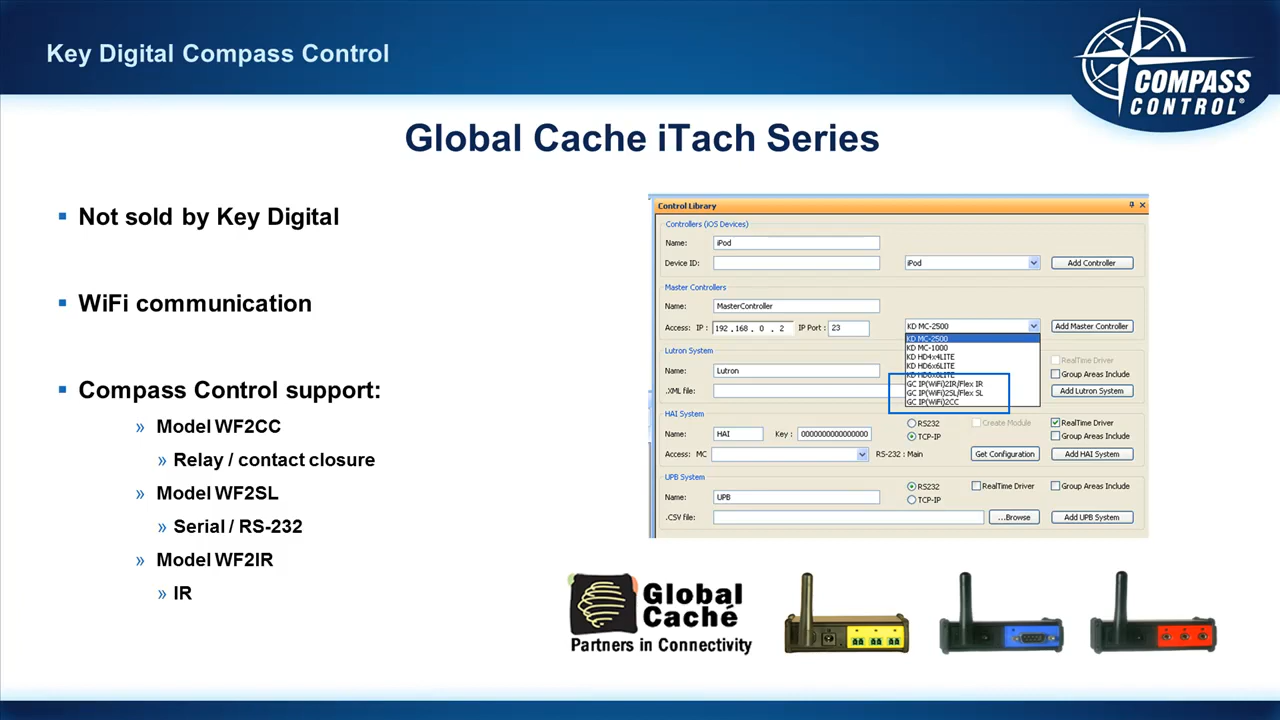 Key Digital Compass Control
COMPASS
CONTROL®
Global Cache iTach Series
▪ Not sold by Key Digital
▪ WiFi communication
▪ Compass Control support:
» Model WF2CC
» Relay / contact closure
» Model WF2SL
» Serial / RS-232
» Model WF2IR
» IR
Control Library
Controllers (iOS Devices)
Name: iPod
Device ID: iPod Add Controller
Master Controllers
Name: MasterController
Access: IP : 192 . 168 . 0 . 2 IP Port : 23 KD MC-2500 Add Master Controller
KD MC-2500
KD MC-1000
KD HD4x4LITE
KD HD6x6LITE
KD HD8x8LITE
GC IP(WiFi)2IR/Flex IR
GC IP(WiFi)2SL/Flex SL
GC IP(WiFi)2CC
Lutron System
RealTime Driver
Name: Lutron Group Areas Include
.XML file: Add Lutron System
HAI System
RS232 Create Module RealTime Driver
Name: HAI Key : 0000000000000000 TCP-IP Group Areas Include
Access: MC RS-232 : Main Get Configuration Add HAI System
UPB System
RS232 RealTime Driver Group Areas Include
Name: UPB TCP-IP
.CSV file: ...Browse Add UPB System
Global
Caché
Partners in Connectivity